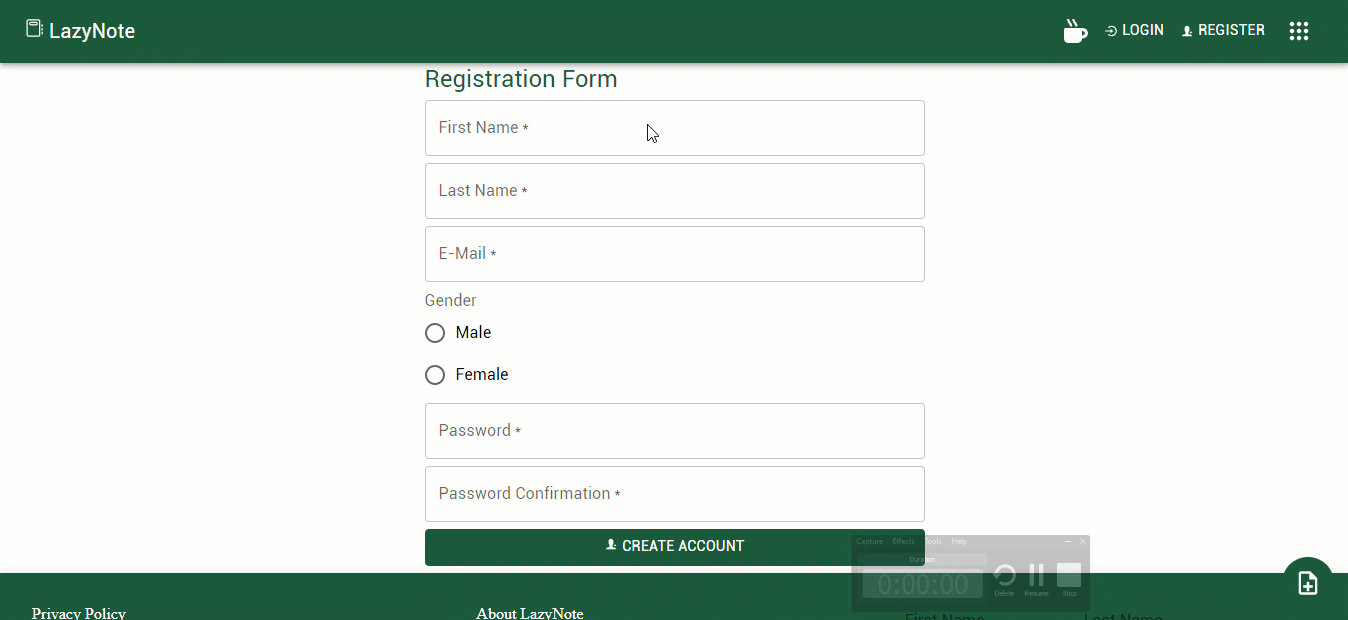 LazyNote
LOGIN
REGISTER
Registration Form
First Name *
Last Name *
E-Mail *
Gender
Male
Female
Password *
Password Confirmation *
CREATE ACCOUNT
Capture Effects Tools Help
Duration
0:00:00
Delete Resume Stop
Privacy Policy
About LazyNote
First Name
Last Name